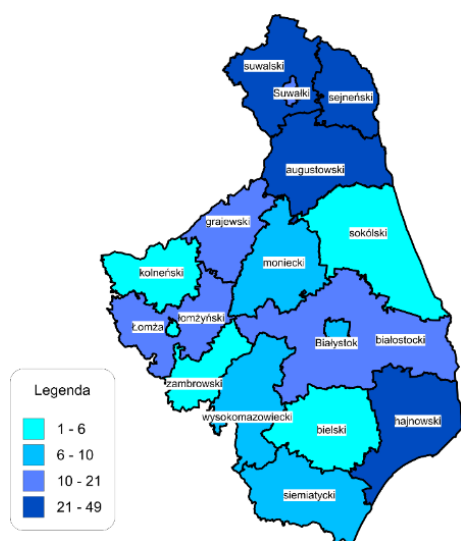 suwalski
Suwałki
sejneński
augustowski
grajewski
sokólski
moniecki
kolneński
łomżyński
Łomża
Białystok
białostocki
zambrowski
wysokomazowiecki
bielski
hajnowski
siemiatycki
Legenda
1 - 6
6 - 10
10 - 21
21 - 49